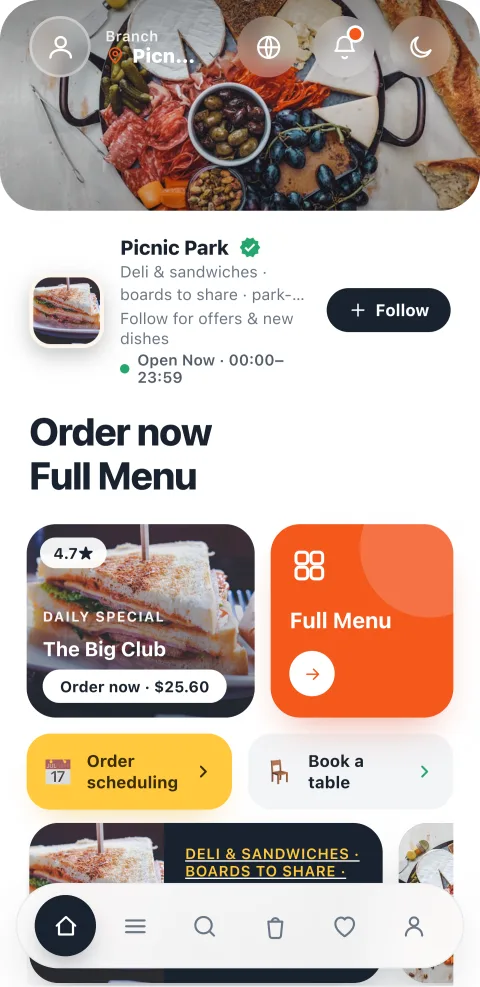 Branch
Picn...
Picnic Park
Deli & sandwiches ·
boards to share · park-...
Follow for offers & new
dishes
Open Now · 00:00–
23:59
Follow
Order now
Full Menu
4.7★
DAILY SPECIAL
The Big Club
Order now · $25.60
Full Menu
17
Order
scheduling
Book a
table
DELI & SANDWICHES ·
BOARDS TO SHARE ·